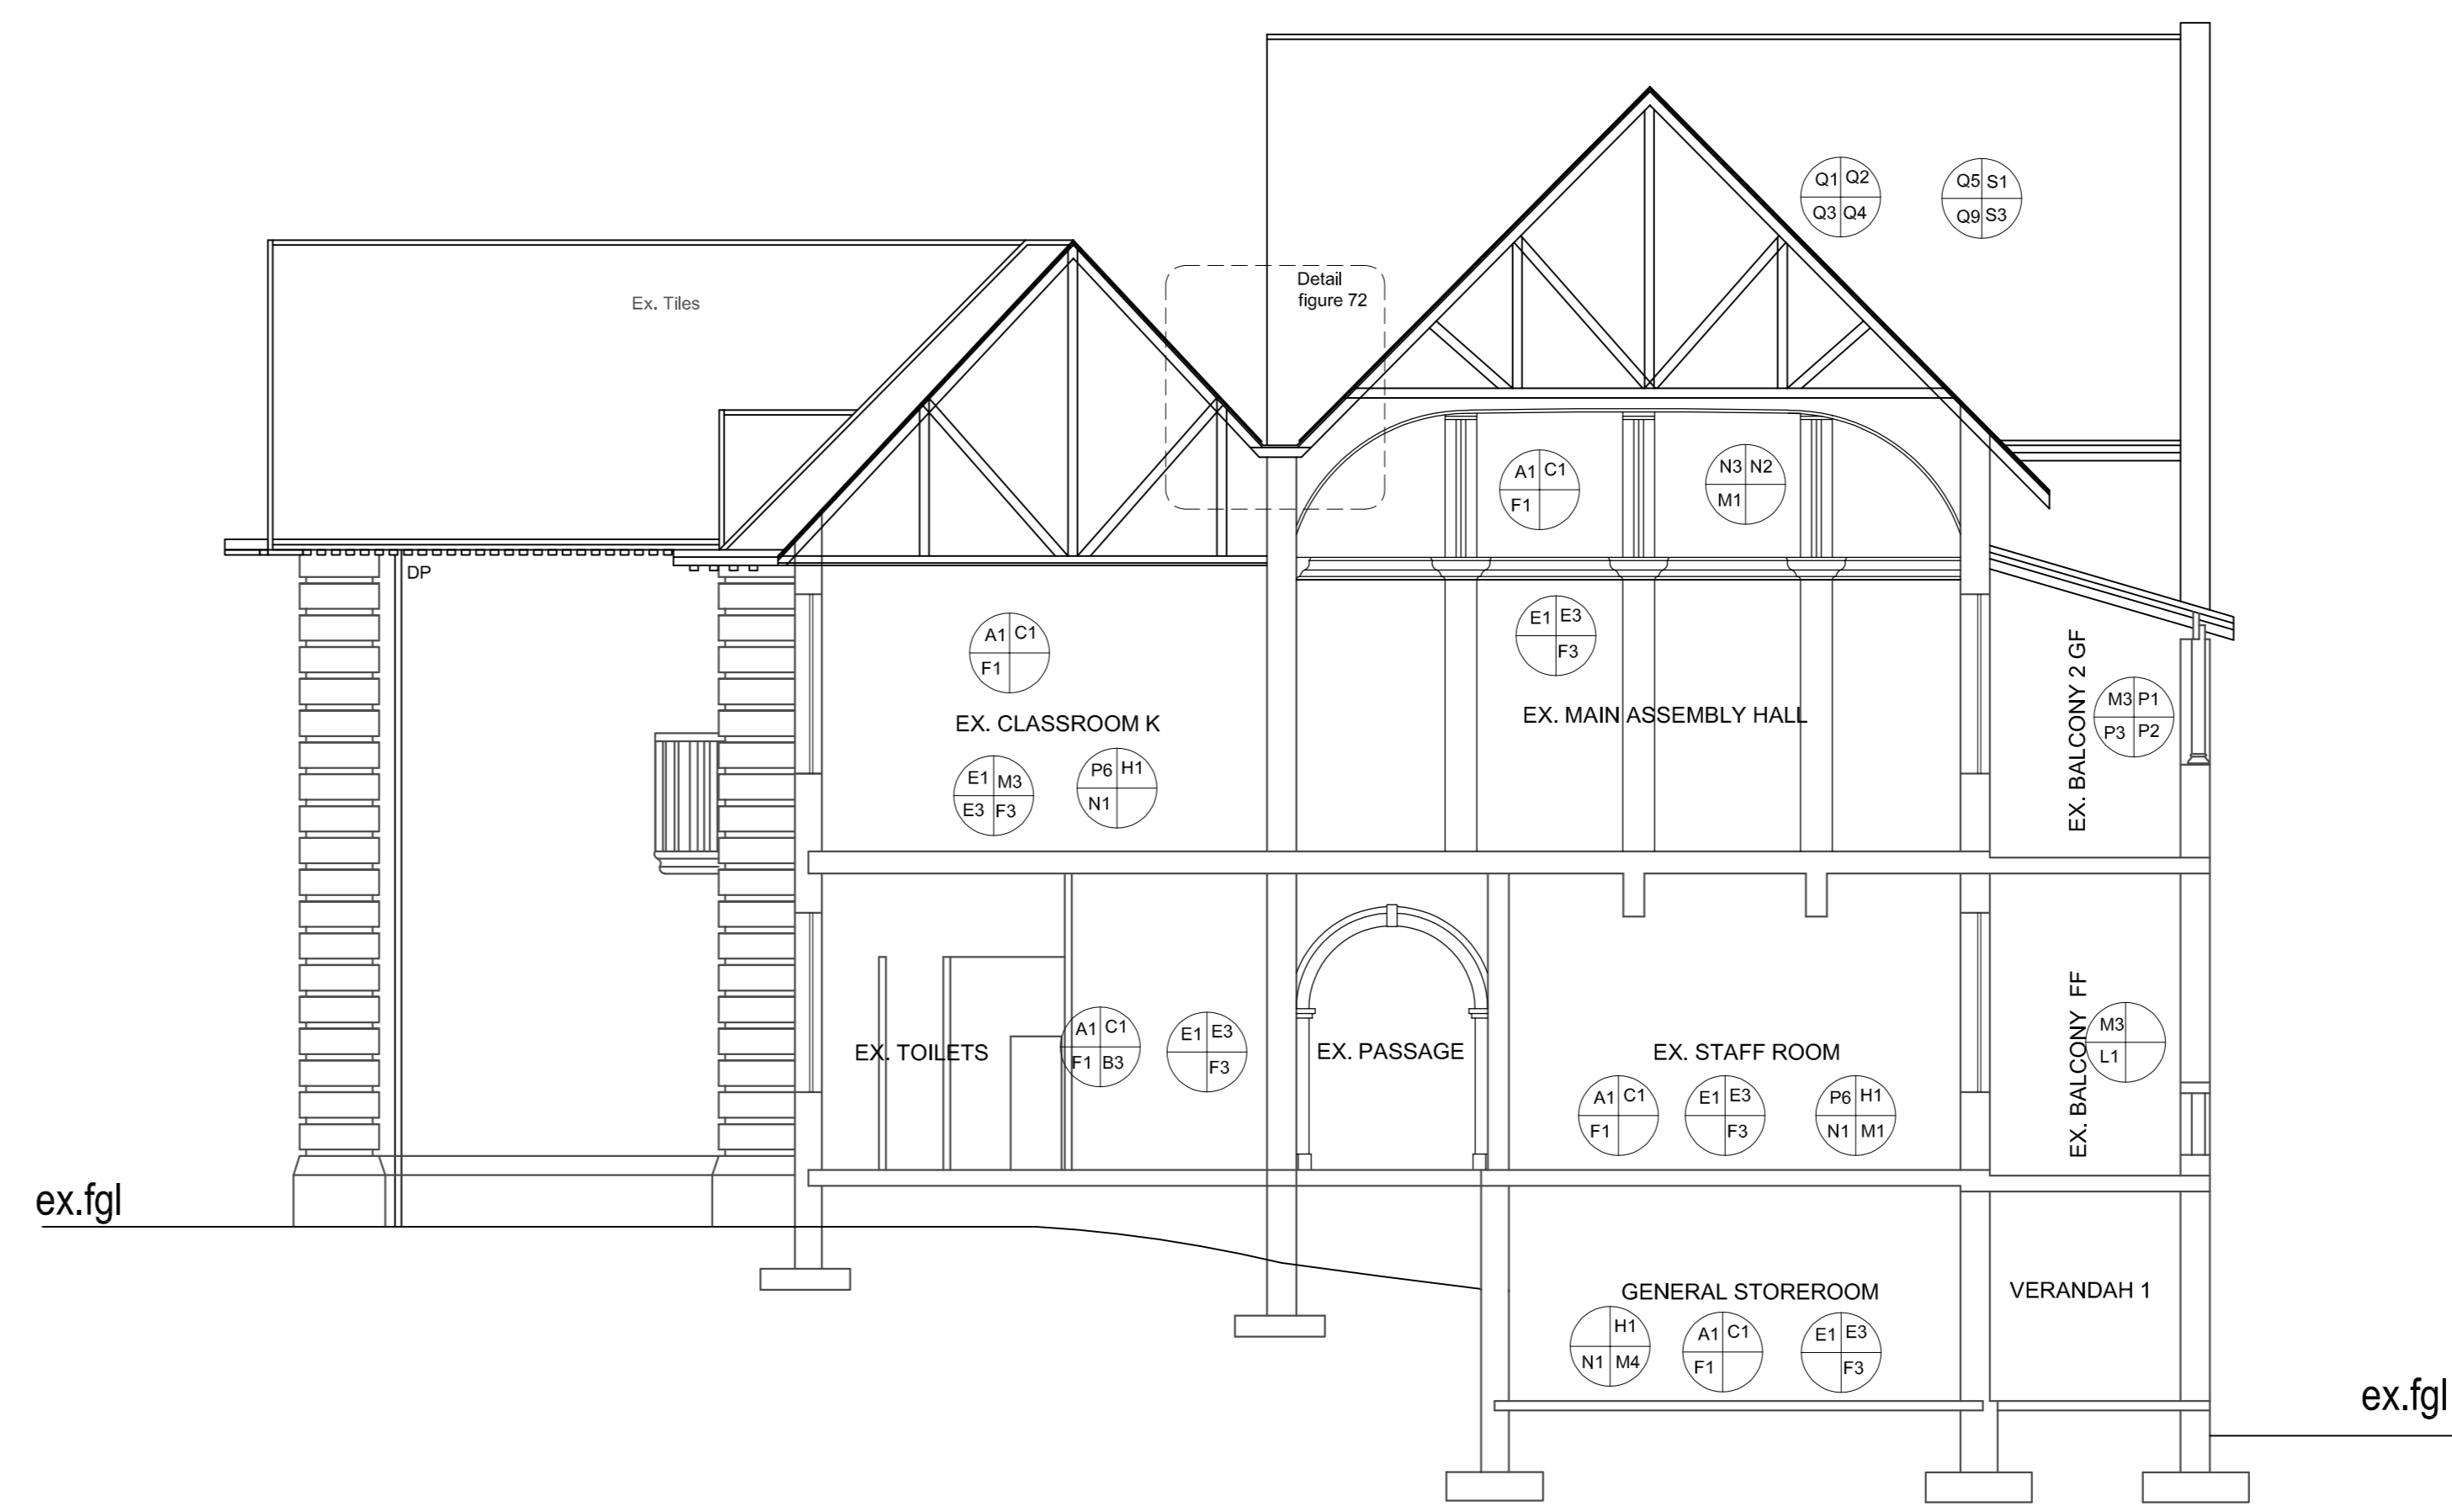 Q1 Q2
Q3 Q4
Q5 S1
Q9 S3
Detail
figure 72
Ex. Tiles
A1 C1
F1
N3 N2
M1
DP
E1 E3
F3
A1 C1
F1
EX. CLASSROOM K
EX. MAIN ASSEMBLY HALL
EX. BALCONY 2 GF
M3 P1
P3 P2
E1 M3
E3 F3
P6 H1
N1
A1 C1
F1 B3
E1 E3
F3
EX. TOILETS
EX. PASSAGE
EX. STAFF ROOM
EX. BALCONY FF
M3
L1
A1 C1
F1
E1 E3
F3
P6 H1
N1 M1
ex.fgl
GENERAL STOREROOM
VERANDAH 1
H1
N1 M4
A1 C1
F1
E1 E3
F3
ex.fgl